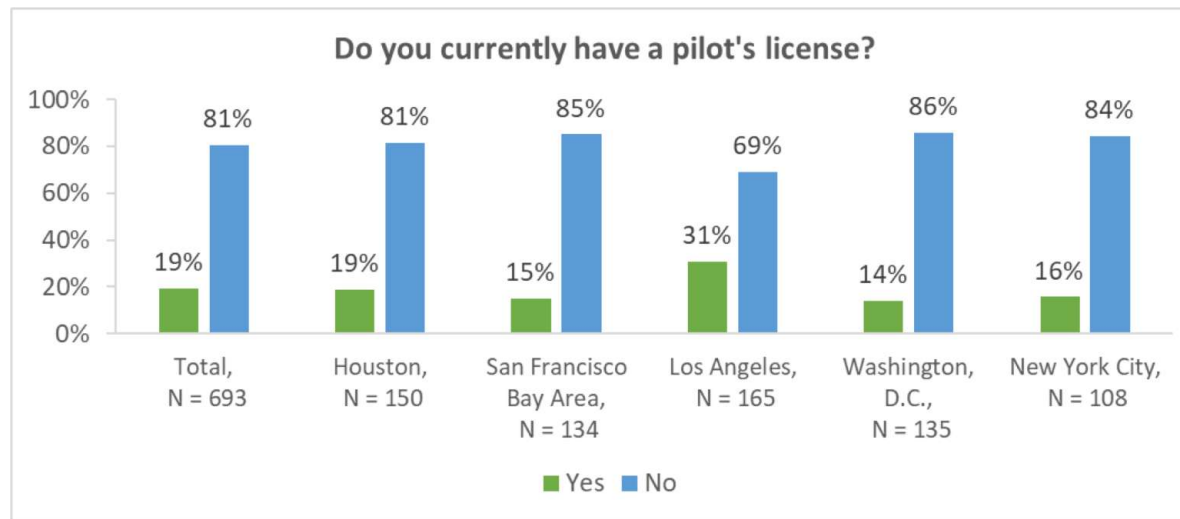 Do you currently have a pilot's license?
100%
80%
60%
40%
20%
0%
19%
81%
19%
81%
15%
85%
31%
69%
14%
86%
16%
84%
Total,
N = 693
Houston,
N = 150
San Francisco
Bay Area,
N = 134
Los Angeles,
N = 165
Washington,
D.C.,
N = 135
New York City,
N = 108
Yes
No